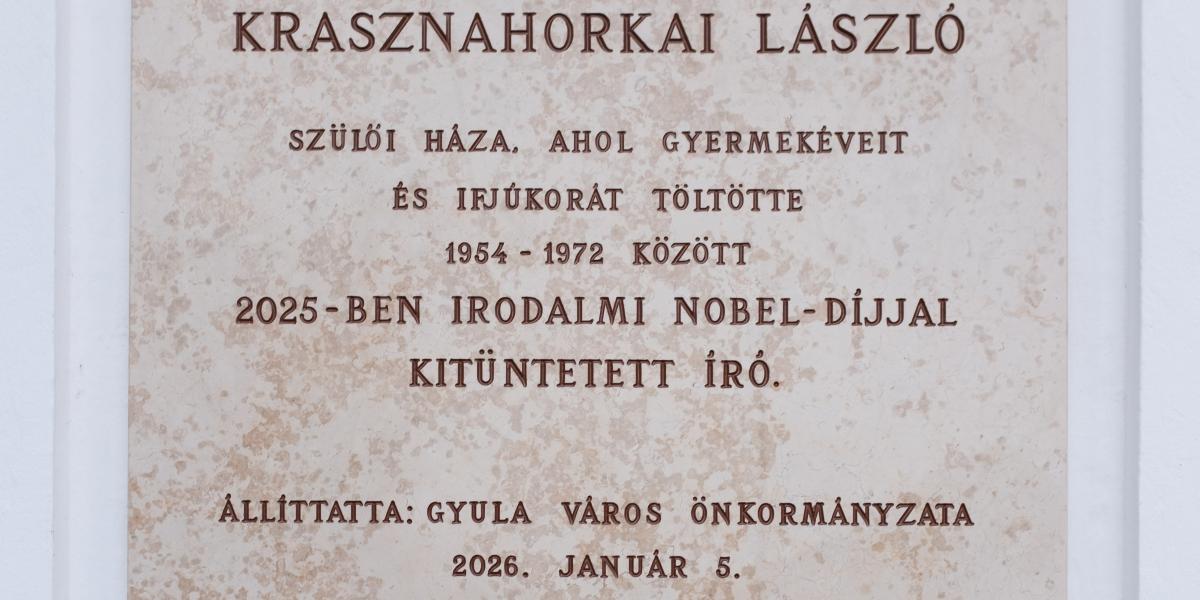 KRASZNAHORKAI LÁSZLÓ
SZÜLŐI HÁZA, AHOL GYERMEKÉVEIT
ÉS IFJÚKORÁT TÖLTÖTTE
1954 - 1972 KÖZÖTT
2025-BEN IRODALMI NOBEL-DÍJJAL
KITÜNTETETT ÍRÓ.
ÁLLÍTTATTA: GYULA VÁROS ÖNKORMÁNYZATA
2026. JANUÁR 5.